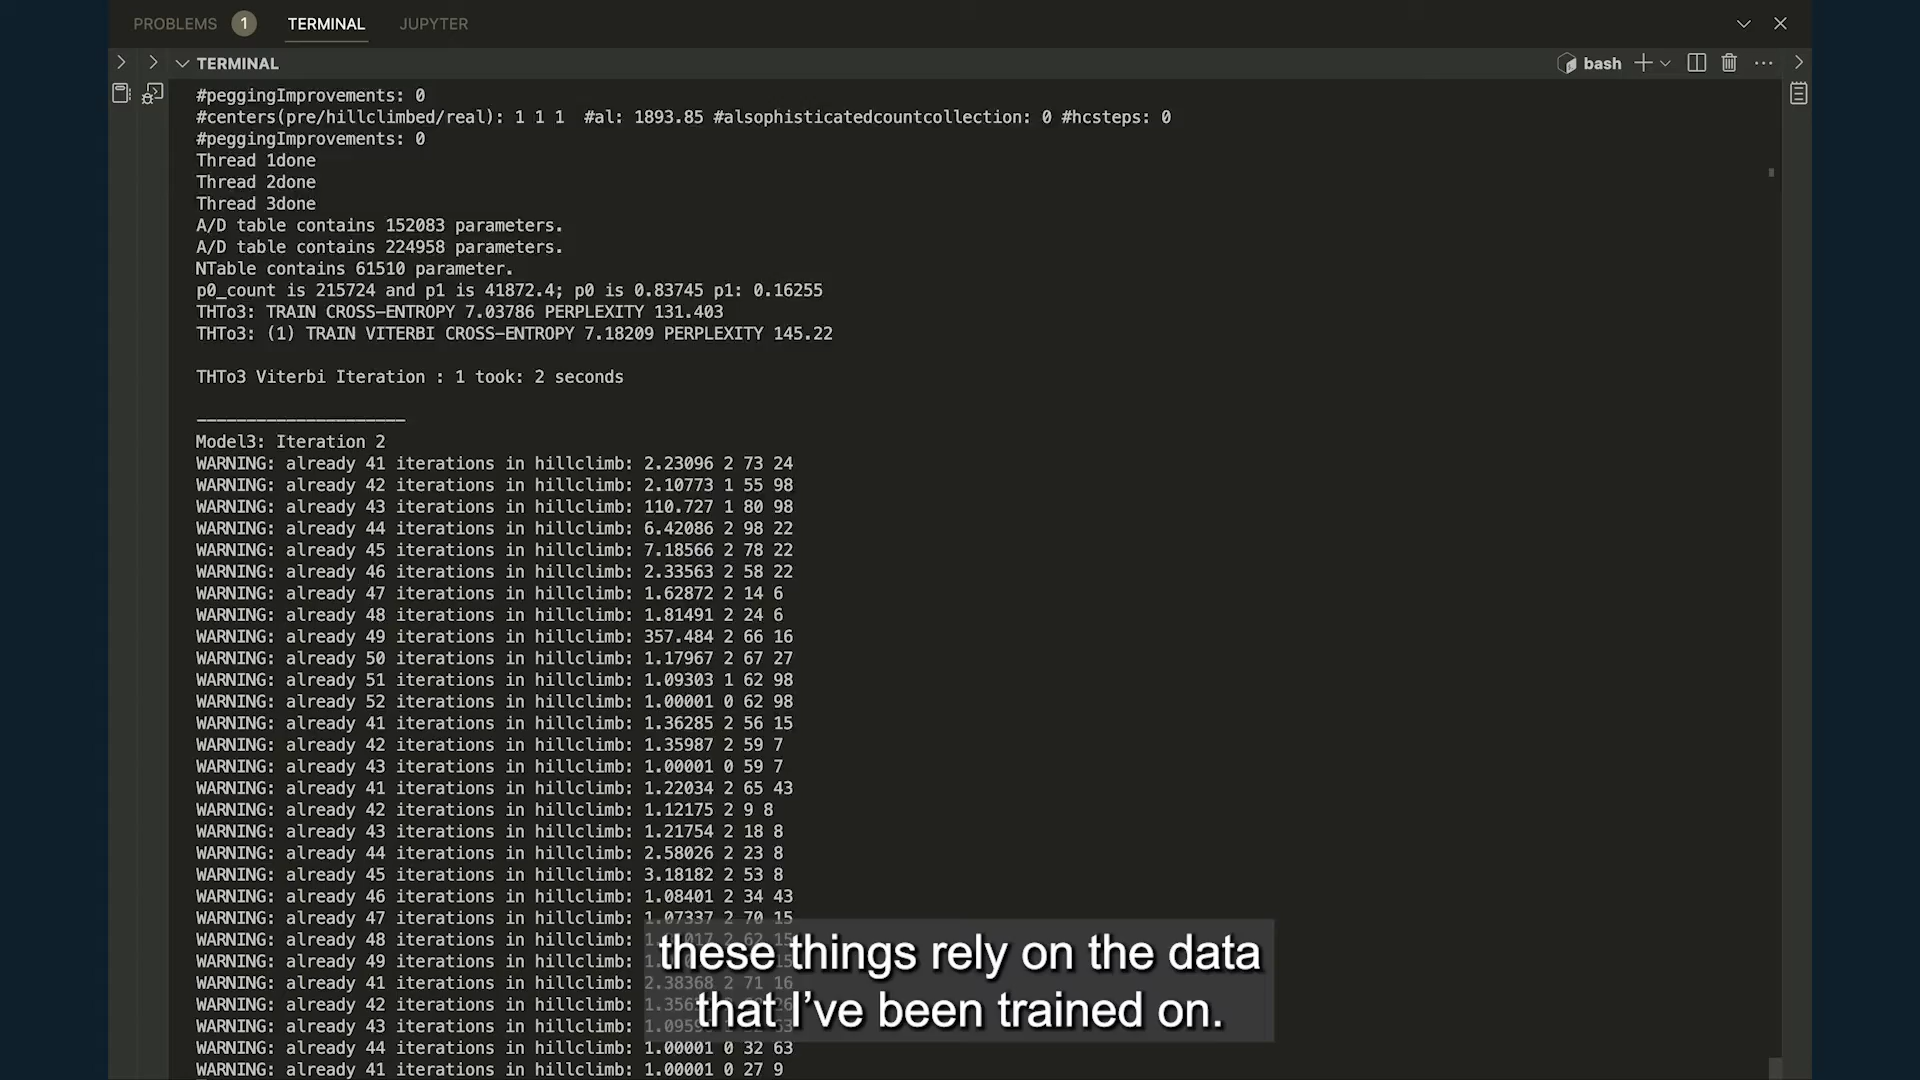 PROBLEMS 1 TERMINAL JUPYTER
TERMINAL bash
#peggingImprovements: 0
#centers(pre/hillclimbed/real): 1 1 1  #al: 1893.85 #alsophisticatedcountcollection: 0 #hcsteps: 0
#peggingImprovements: 0
Thread 1done
Thread 2done
Thread 3done
A/D table contains 152083 parameters.
A/D table contains 224958 parameters.
NTable contains 61510 parameter.
p0_count is 215724 and p1 is 41872.4; p0 is 0.83745 p1: 0.16255
THTo3: TRAIN CROSS-ENTROPY 7.03786 PERPLEXITY 131.403
THTo3: (1) TRAIN VITERBI CROSS-ENTROPY 7.18209 PERPLEXITY 145.22
THTo3 Viterbi Iteration : 1 took: 2 seconds
---------------------
Model3: Iteration 2
WARNING: already 41 iterations in hillclimb: 2.23096 2 73 24
WARNING: already 42 iterations in hillclimb: 2.10773 1 55 98
WARNING: already 43 iterations in hillclimb: 110.727 1 80 98
WARNING: already 44 iterations in hillclimb: 6.42086 2 98 22
WARNING: already 45 iterations in hillclimb: 7.18566 2 78 22
WARNING: already 46 iterations in hillclimb: 2.33563 2 58 22
WARNING: already 47 iterations in hillclimb: 1.62872 2 14 6
WARNING: already 48 iterations in hillclimb: 1.81491 2 24 6
WARNING: already 49 iterations in hillclimb: 357.484 2 66 16
WARNING: already 50 iterations in hillclimb: 1.17967 2 67 27
WARNING: already 51 iterations in hillclimb: 1.09303 1 62 98
WARNING: already 52 iterations in hillclimb: 1.00001 0 62 98
WARNING: already 41 iterations in hillclimb: 1.36285 2 56 15
WARNING: already 42 iterations in hillclimb: 1.35987 2 59 7
WARNING: already 43 iterations in hillclimb: 1.00001 0 59 7
WARNING: already 41 iterations in hillclimb: 1.22034 2 65 43
WARNING: already 42 iterations in hillclimb: 1.12175 2 9 8
WARNING: already 43 iterations in hillclimb: 1.21754 2 18 8
WARNING: already 44 iterations in hillclimb: 2.58026 2 23 8
WARNING: already 45 iterations in hillclimb: 3.18182 2 53 8
WARNING: already 46 iterations in hillclimb: 1.08401 2 34 43
WARNING: already 47 iterations in hillclimb: 1.07337 2 70 15
WARNING: already 48 iterations in hillclimb:
WARNING: already 49 iterations in hillclimb:
WARNING: already 41 iterations in hillclimb: 2.38368 2 71 16
WARNING: already 42 iterations in hillclimb:
WARNING: already 43 iterations in hillclimb:
WARNING: already 44 iterations in hillclimb: 1.00001 0 32 63
WARNING: already 41 iterations in hillclimb: 1.00001 0 27 9
these things rely on the data
that I've been trained on.